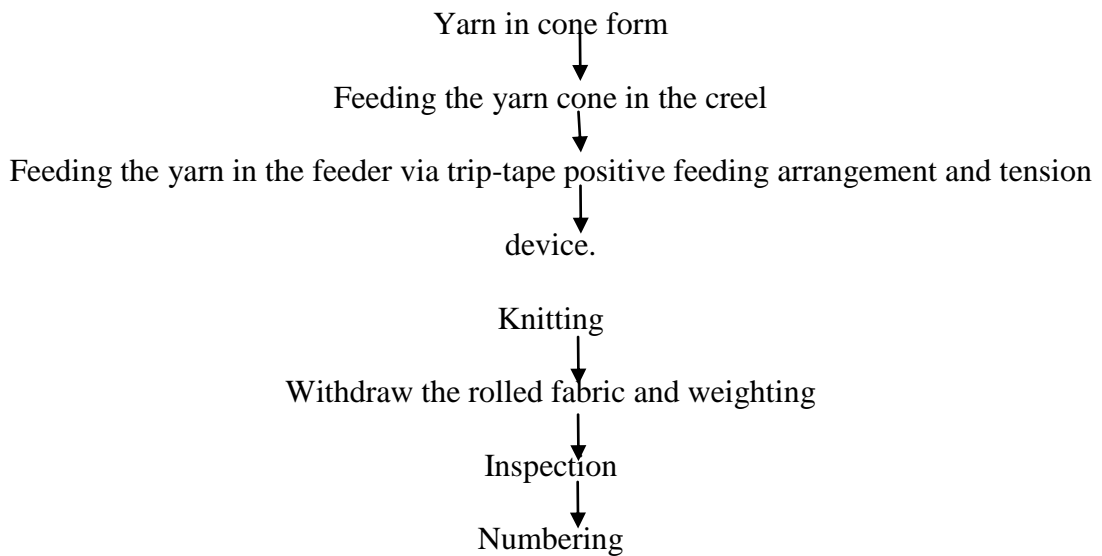 Yarn in cone form
Feeding the yarn cone in the creel
Feeding the yarn in the feeder via trip-tape positive feeding arrangement and tension
device.
Knitting
Withdraw the rolled fabric and weighting
Inspection
Numbering